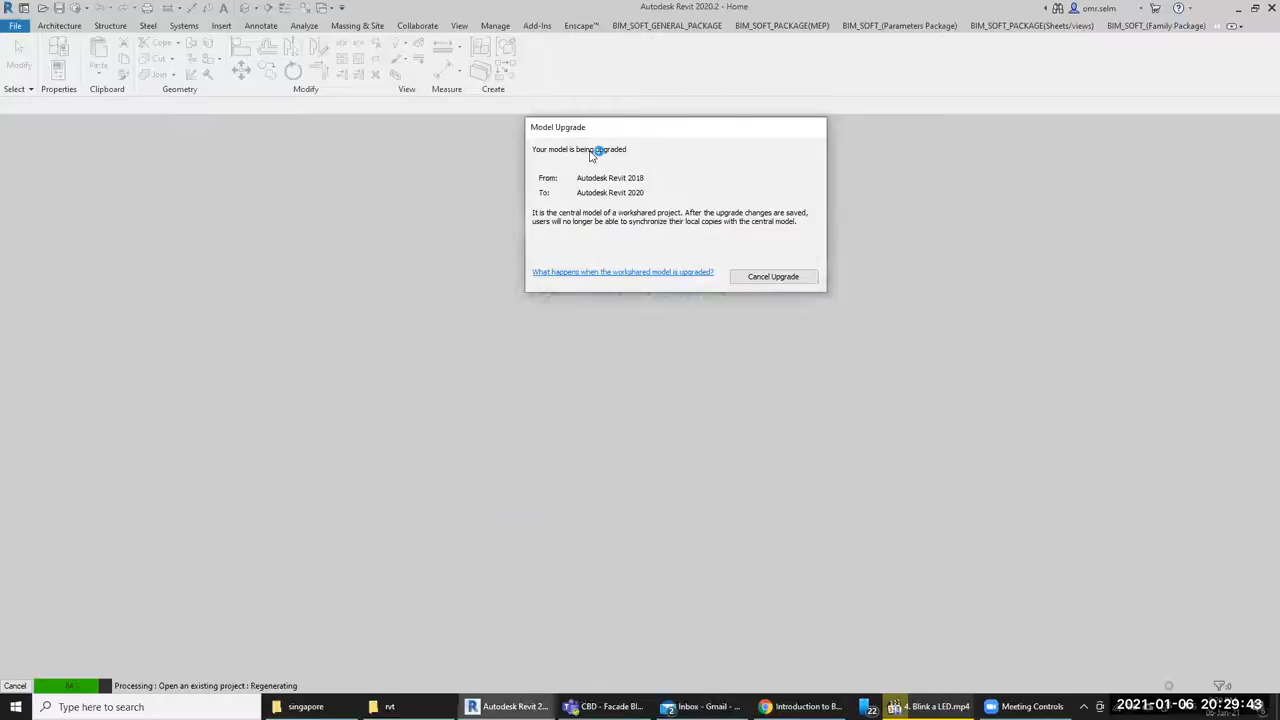 Autodesk Revit 2020.2 - Home
omr.selm
File Architecture Structure Steel Systems Insert Annotate Analyze Massing & Site Collaborate View Manage Add-Ins Enscape™ BIM_SOFT_GENERAL_PACK BIM_SOFT_PACKAGE(MEP) BIM_SOFT(Parameters Package) BIM_SOFT_PACKAGE(Sheets/views) BIM_SOFT_(Family Package)
Modify Paste Cope Cut Join
Select Properties Clipboard Geometry Modify View Measure Create
Model Upgrade
Your model is being upgraded
From: Autodesk Revit 2018
To: Autodesk Revit 2020
It is the central model of a workshared project. After the upgrade changes are saved,
users will no longer be able to synchronize their local copies with the central model.
What happens when the workshared model is upgraded?
Cancel Upgrade
Cancel Processing : Open an existing project : Regenerating :0
Type here to search singapore rvt Autodesk Revit 2... CBD - Facade Bl... 2 Inbox - Gmail - ... Introduction to B... 22 4. Blink a LED.mp4 Meeting Controls 2021-01-06 20:29:43